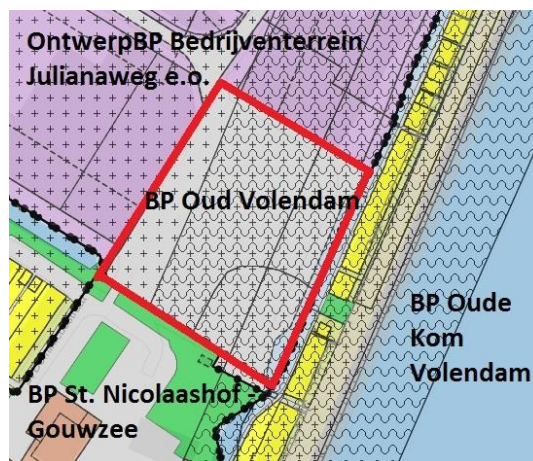 OntwerpBP Bedrijventerrein
Julianaweg e.o.
BP Oud Volendam
BP Oude
Kom
Volendam
BP St. Nicolaashof -
Gouwzee